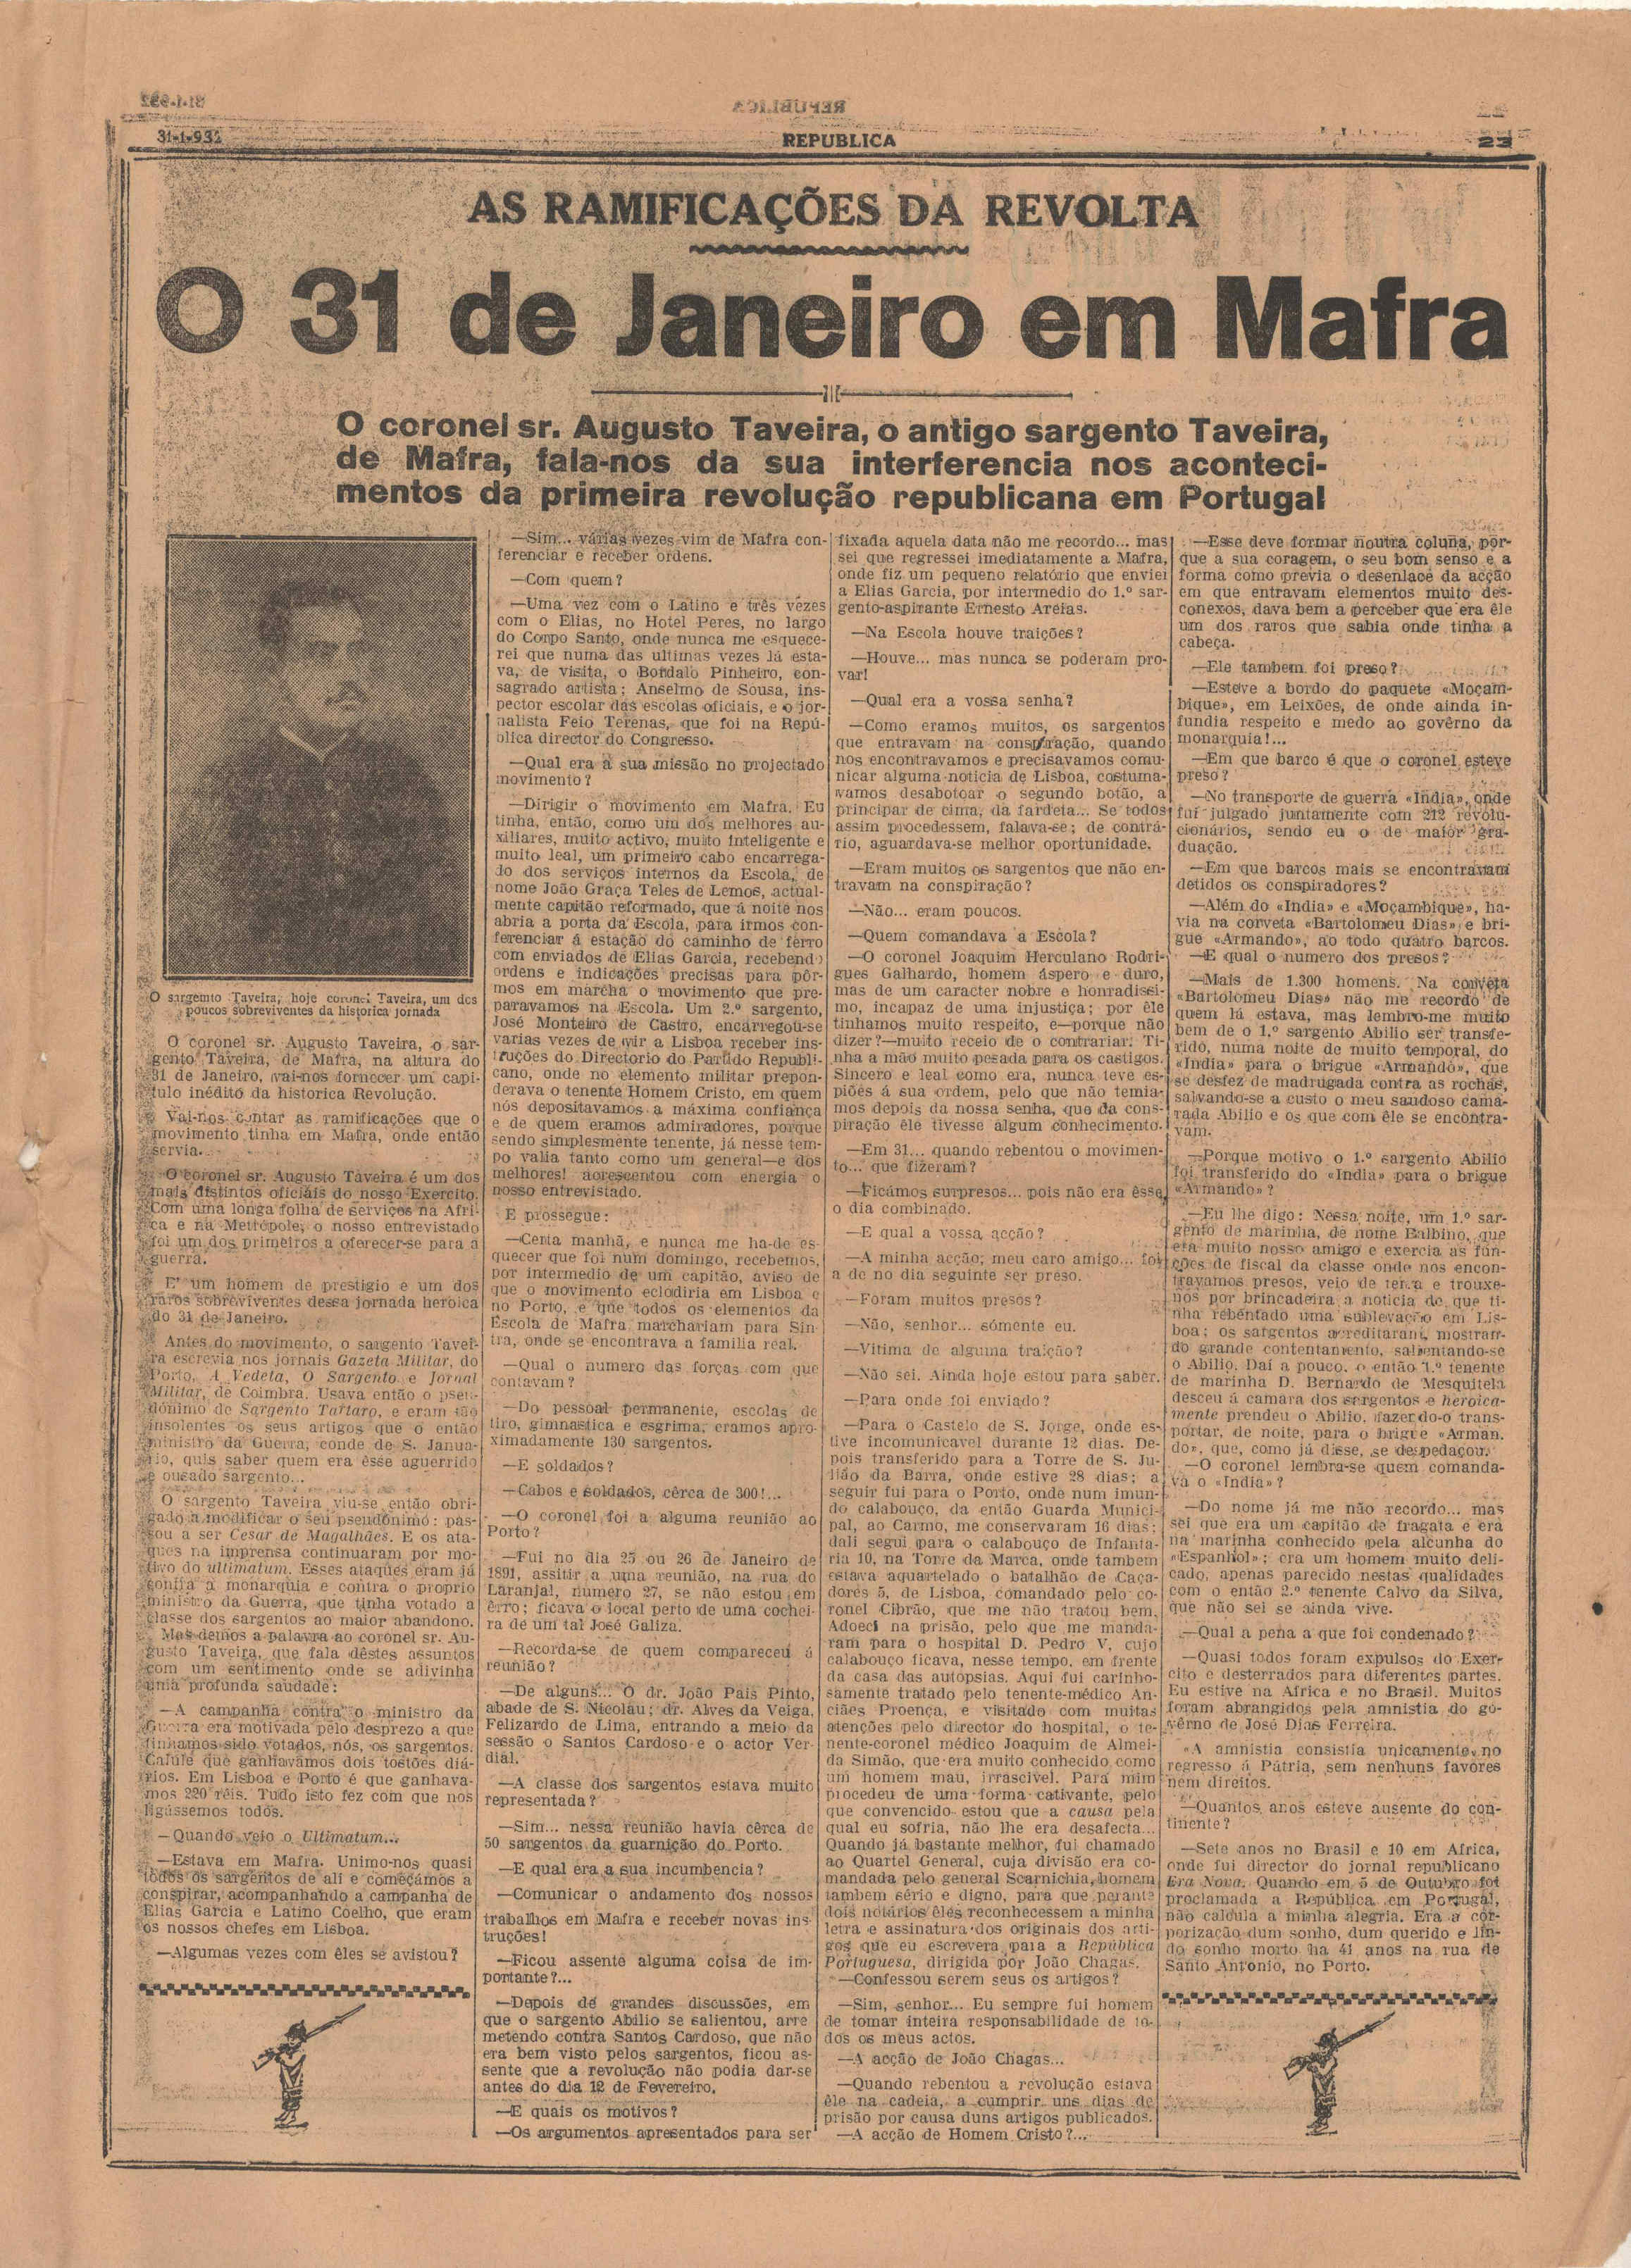 31-1-932
REPUBLICA
23
AS RAMIFICAÇÕES DA REVOLTA
O 31 de Janeiro em Mafra
O coronel sr. Augusto Taveira, o antigo sargento Taveira,
de Mafra, fala-nos da sua interferencia nos aconteci-
mentos da primeira revolução republicana em Portugal
O sargento Taveira, hoje coronel Taveira, um dos
poucos sobreviventes da historica jornada
O coronel sr. Augusto Taveira, o sar-
gento Taveira, de Mafra, na altura do
31 de Janeiro, vai-nos fornecer um capi-
tulo inédito da historica Revolução.
Vai-nos contar as ramificações que o
movimento tinha em Mafra, onde então
servia.
O coronel sr. Augusto Taveira é um dos
mais distintos oficiais do nosso Exercito.
Com uma longa folha de serviços na Afri-
ca e na Metrópole, o nosso entrevistado
foi um dos primeiros a oferecer-se para a
guerra.
E' um homem de prestigio e um dos
raros sobreviventes dessa jornada heroica
do 31 de Janeiro.
Antes do movimento, o sargento Tavei-
ra escrevia nos jornais Gazeta Militar, do
Porto, A Vedeta, O Sargento e Jornal
Militar, de Coimbra. Usava então o pseu-
dónimo de Sargento Tartaro, e eram tão
insolentes os seus artigos que o então
ministro da Guerra, conde de S. Janua-
rio, quis saber quem era êsse aguerrido
e ousado sargento...
O sargento Taveira viu-se então obri-
gado a modificar o seu pseudónimo: pas-
sou a ser Cesar de Magalhães. E os ata-
ques na imprensa continuaram por mo-
tivo do ultimatum. Esses ataques eram já
contra a monarquia e contra o proprio
ministro da Guerra, que tinha votado a
classe dos sargentos ao maior abandono.
Mas demos a palavra ao coronel sr. Au-
gusto Taveira, que fala dêstes assuntos
com um sentimento onde se adivinha
uma profunda saudade:
—A campanha contra o ministro da
Guerra era motivada pelo desprezo a que
tinhamos sido votados, nós, os sargentos.
Calule que ganhavamos dois tostões diá-
rios. Em Lisboa e Porto é que ganhava-
mos 220 réis. Tudo isto fez com que nos
ligássemos todos.
—Quando veio o Ultimatum...
—Estava em Mafra. Unimo-nos quasi
todos os sargentos de ali e começámos a
conspirar, acompanhando a campanha de
Elias Garcia e Latino Coelho, que eram
os nossos chefes em Lisboa.
—Algumas vezes com êles se avistou?
—Sim... várias vezes vim de Mafra con-
ferenciar e receber ordens.
—Com quem?
—Uma vez com o Latino e três vezes
com o Elias, no Hotel Peres, no largo
do Corpo Santo, onde nunca me esquece-
rei que numa das ultimas vezes lá esta-
va, de visita, o Bordalo Pinheiro, con-
sagrado artista; Anselmo de Sousa, ins-
pector escolar das escolas oficiais, e o jor-
nalista Feio Terenas, que foi na Repú-
blica director do Congresso.
—Qual era a sua missão no projectado
movimento?
—Dirigir o movimento em Mafra. Eu
tinha, então, como um dos melhores au-
xiliares, muito activo, muito inteligente e
muito leal, um primeiro cabo encarrega-
do dos serviços internos da Escola, de
nome João Graça Teles de Lemos, actual-
mente capitão reformado, que á noite nos
abria a porta da Escola, para irmos con-
ferenciar á estação do caminho de ferro
com enviados de Elias Garcia, recebendo
ordens e indicações precisas para pôr-
mos em marcha o movimento que pre-
paravamos na Escola. Um 2.º sargento,
José Monteiro de Castro, encarregou-se
varias vezes de vir a Lisboa receber ins-
truções do Directorio do Partido Republi-
cano, onde no elemento militar prepon-
derava o tenente Homem Cristo, em quem
nós depositavamos a máxima confiança
e de quem eramos admiradores, porque
sendo simplesmente tenente, já nesse tem-
po valia tanto como um general—e dos
melhores! acrescentou com energia o
nosso entrevistado.
E prossegue:
—Certa manhã, e nunca me ha-de es-
quecer que foi num domingo, recebemos,
por intermedio de um capitão, aviso de
que o movimento eclodiria em Lisboa e
no Porto, e que todos os elementos da
Escola de Mafra marchariam para Sin-
tra, onde se encontrava a familia real.
—Qual o numero das forças com que
contavam?
—Do pessoal permanente, escolas de
tiro, gimnastica e esgrima, eramos apro-
ximadamente 130 sargentos.
—E soldados?
—Cabos e soldados, cêrca de 300!...
—O coronel foi a alguma reunião ao
Porto?
—Fui no dia 25 ou 26 de Janeiro de
1891, assitir a uma reunião, na rua do
Laranjal, numero 27, se não estou em
êrro; ficava o local perto de uma cochei-
ra de um tal José Galiza.
—Recorda-se de quem compareceu á
reunião?
—De alguns... O dr. João Pais Pinto,
abade de S. Nicolau; dr. Alves da Veiga,
Felizardo de Lima, entrando a meio da
sessão o Santos Cardoso e o actor Ver-
dial.
—A classe dos sargentos estava muito
representada?
—Sim... nessa reunião havia cêrca de
50 sargentos da guarnição do Porto.
—E qual era a sua incumbencia?
—Comunicar o andamento dos nossos
trabalhos em Mafra e receber novas ins-
truções!
—Ficou assente alguma coisa de im-
portante?...
—Depois de grandes discussões, em
que o sargento Abilio se salientou, arre
metendo contra Santos Cardoso, que não
era bem visto pelos sargentos, ficou as-
sente que a revolução não podia dar-se
antes do dia 12 de Fevereiro.
—E quais os motivos?
—Os argumentos apresentados para ser
fixada aquela data não me recordo... mas
sei que regressei imediatamente a Mafra,
onde fiz um pequeno relatório que enviei
a Elias Garcia, por intermedio do 1.º sar-
gento-aspirante Ernesto Areias.
—Na Escola houve traições?
—Houve... mas nunca se poderam pro-
var!
—Qual era a vossa senha?
—Como eramos muitos, os sargentos
que entravam na conspiração, quando
nos encontravamos e precisavamos comu-
nicar alguma noticia de Lisboa, costuma-
vamos desabotoar o segundo botão, a
principar de cima, da fardeta... Se todos
assim procedessem, falava-se; de contrá-
rio, aguardava-se melhor oportunidade.
—Eram muitos os sargentos que não en-
travam na conspiração?
—Não... eram poucos.
—Quem comandava a Escola?
—O coronel Joaquim Herculano Rodri-
gues Galhardo, homem áspero e duro,
mas de um caracter nobre e honradissi-
mo, incapaz de uma injustiça; por êle
tinhamos muito respeito, e—porque não
dizer?—muito receio de o contrariar. Ti-
nha a mão muito pesada para os castigos.
Sincero e leal como era, nunca teve es-
piões á sua ordem, pelo que não temia-
mos depois da nossa senha, que da cons-
piração êle tivesse algum conhecimento.
—Em 31... quando rebentou o movimen-
to... que fizeram?
—Ficámos surpresos... pois não era êsse
o dia combinado.
—E qual a vossa acção?
—A minha acção, meu caro amigo... foi
a de no dia seguinte ser preso.
—Foram muitos presos?
—Não, senhor... sómente eu.
—Vitima de alguma traição?
—Não sei. Ainda hoje estou para saber.
—Para onde foi enviado?
—Para o Castelo de S. Jorge, onde es-
tive incomunicavel durante 12 dias. De-
pois transferido para a Torre de S. Ju-
lião da Barra, onde estive 28 dias; a
seguir fui para o Porto, onde num imun-
do calabouço, da então Guarda Munici-
pal, ao Carmo, me conservaram 16 dias;
dali segui para o calabouço de Infanta-
ria 10, na Torre da Marca, onde tambem
estava aquartelado o batalhão de Caça-
dores 5, de Lisboa, comandado pelo co-
ronel Cibrão, que me não tratou bem.
Adoeci na prisão, pelo que me manda-
ram para o hospital D. Pedro V, cujo
calabouço ficava, nesse tempo, em frente
da casa das autopsias. Aqui fui carinho-
samente tratado pelo tenente-médico An-
ciães Proença, e visitado com muitas
atenções pelo director do hospital, o te-
nente-coronel médico Joaquim de Almei-
da Simão, que era muito conhecido como
um homem mau, irrascivel. Para mim
procedeu de uma forma cativante, pelo
que convencido estou que a causa pela
qual eu sofria, não lhe era desafecta...
Quando já bastante melhor, fui chamado
ao Quartel General, cuja divisão era co-
mandada pelo general Scarnichia, homem
tambem sério e digno, para que perante
dois notários êles reconhecessem a minha
letra e assinatura dos originais dos arti-
gos que eu escrevera para a República
Portuguesa, dirigida por João Chagas.
—Confessou serem seus os artigos?
—Sim, senhor... Eu sempre fui homem
de tomar inteira responsabilidade de to-
dos os meus actos.
—A acção de João Chagas...
—Quando rebentou a revolução estava
êle na cadeia, a cumprir uns dias de
prisão por causa duns artigos publicados.
—A acção de Homem Cristo?...
—Esse deve formar noutra coluna, por-
que a sua coragem, o seu bom senso e a
forma como previa o desenlace da acção
em que entravam elementos muito des-
conexos, dava bem a perceber que era êle
um dos raros que sabia onde tinha a
cabeça.
—Ele tambem foi preso?
—Esteve a bordo do paquete «Moçam-
bique», em Leixões, de onde ainda in-
fundia respeito e medo ao govêrno da
monarquia!...
—Em que barco é que o coronel esteve
preso?
—No transporte de guerra «India», onde
fui julgado juntamente com 212 revolu-
cionários, sendo eu o de maior gra-
duação.
—Em que barcos mais se encontravam
detidos os conspiradores?
—Além do «India» e «Moçambique», ha-
via na corveta «Bartolomeu Dias» e bri-
gue «Armando», ao todo quatro barcos.
—E qual o numero dos presos?
—Mais de 1.300 homens. Na corveta
«Bartolomeu Dias» não me recordo de
quem lá estava, mas lembro-me muito
bem de o 1.º sargento Abilio ser transfe-
rido, numa noite de muito temporal, do
«India» para o brigue «Armando», que
se desfez de madrugada contra as rochas,
salvando-se a custo o meu saudoso cama-
rada Abilio e os que com êle se encontra-
vam.
—Porque motivo o 1.º sargento Abilio
foi transferido do «India» para o brigue
«Armando»?
—Eu lhe digo: Nessa noite, um 1.º sar-
gento de marinha, de nome Balbino, que
era muito nosso amigo e exercia as fun-
ções de fiscal da classe onde nos encon-
travamos presos, veio de terra e trouxe-
nos por brincadeira a noticia de que ti-
nha rebentado uma sublevação em Lis-
boa; os sargentos acreditaram, mostran-
do grande contentamento, salientando-se
o Abilio. Daí a pouco, o então 1.º tenente
de marinha D. Bernardo de Mesquitela
desceu á camara dos sargentos e heroica-
mente prendeu o Abilio, fazendo-o trans-
portar, de noite, para o brigue «Arman.
do», que, como já disse, se despedaçou.
—O coronel lembra-se quem comanda-
va o «India»?
—Do nome já me não recordo... mas
sei que era um capitão de fragata e era
na marinha conhecido pela alcunha do
«Espanhol»; era um homem muito deli-
cado, apenas parecido nestas qualidades
com o então 2.º tenente Calvo da Silva,
que não sei se ainda vive.
—Qual a pena a que foi condenado?
—Quasi todos foram expulsos do Exer-
cito e desterrados para diferentes partes.
Eu estive na Africa e no Brasil. Muitos
foram abrangidos pela amnistia do go-
vêrno de José Dias Ferreira.
«A amnistia consistia unicamente no
regresso á Pátria, sem nenhuns favores
nem direitos.
—Quantos anos esteve ausente do con-
tinente?
—Sete anos no Brasil e 10 em Africa,
onde fui director do jornal republicano
Era Nova. Quando em 5 de Outubro foi
proclamada a República em Portugal,
não calcula a minha alegria. Era a cor-
porização dum sonho, dum querido e lin-
do sonho morto ha 41 anos na rua de
Santo Antonio, no Porto.